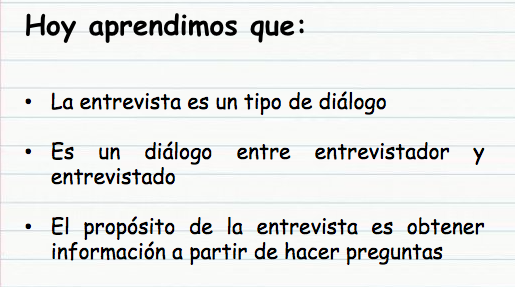 Hoy aprendimos que:
• La entrevista es un tipo de diálogo
• Es un diálogo entre entrevistador y
entrevistado
• El propósito de la entrevista es obtener
información a partir de hacer preguntas